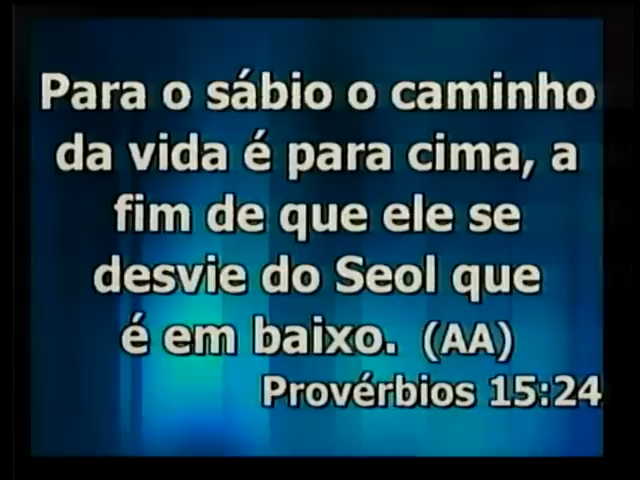 Para o sábio o caminho
da vida é para cima, a
fim de que ele se
desvie do Seol que
é em baixo. (AA)
Provérbios 15:24